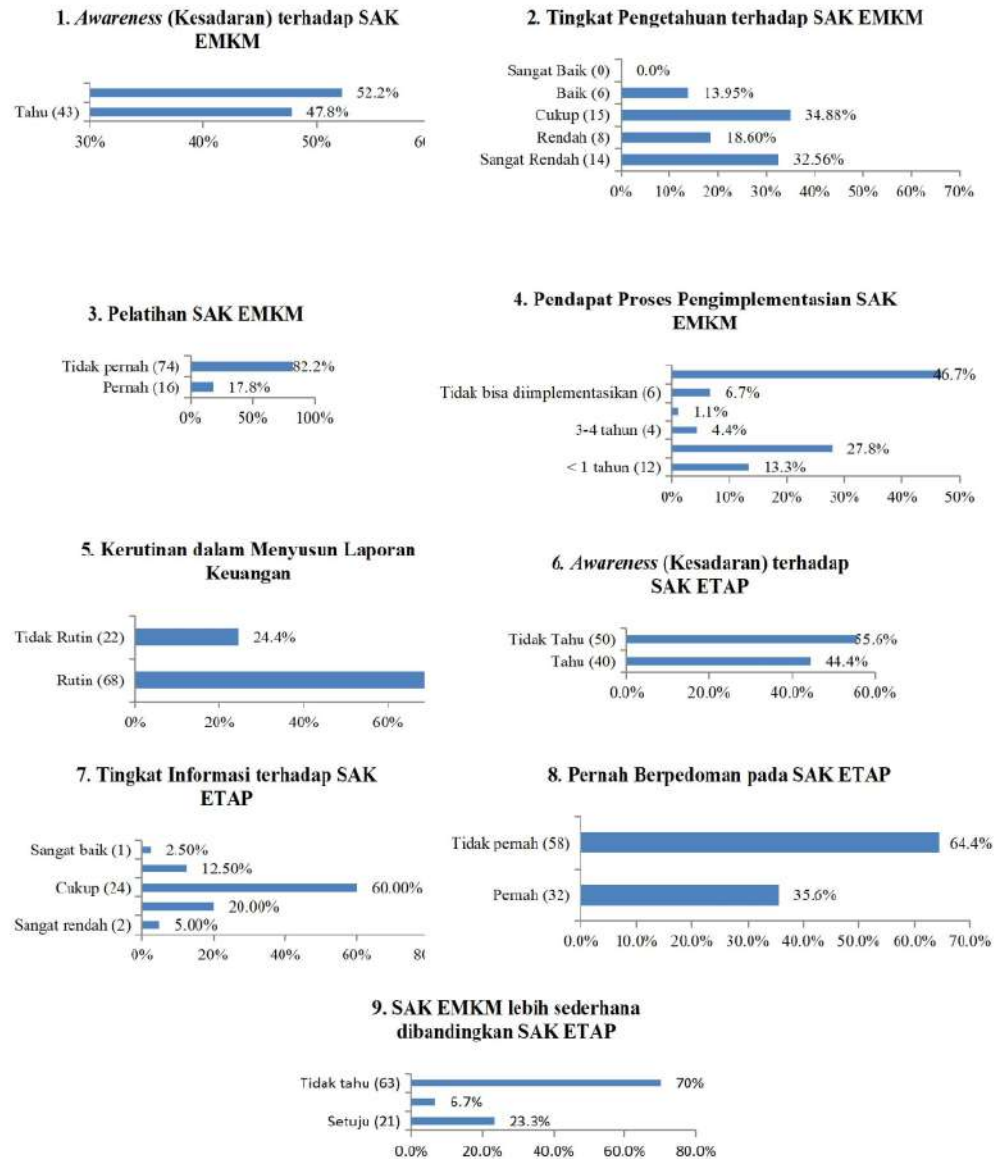 1. Awareness (Kesadaran) terhadap SAK
EMKM
52.2%
Tahu (43)
47.8%
30% 40% 50% 6
2. Tingkat Pengetahuan terhadap SAK EMKM
Sangat Baik (0) 0.0%
Baik (6) 13.95%
Cukup (15) 34.88%
Rendah (8) 18.60%
Sangat Rendah (14) 32.56%
0% 10% 20% 30% 40% 50% 60% 70%
3. Pelatihan SAK EMKM
Tidak pernah (74) 82.2%
Pernah (16) 17.8%
0% 50% 100%
4. Pendapat Proses Pengimplementasian SAK
EMKM
46.7%
Tidak bisa diimplementasikan (6) 6.7%
1.1%
3-4 tahun (4) 4.4%
27.8%
< 1 tahun (12) 13.3%
0% 10% 20% 30% 40% 50%
5. Kerutinan dalam Menyusun Laporan
Keuangan
Tidak Rutin (22) 24.4%
Rutin (68)
0% 20% 40% 60%
6. Awareness (Kesadaran) terhadap
SAK ETAP
Tidak Tahu (50) 55.6%
Tahu (40) 44.4%
0.0% 20.0% 40.0% 60.0%
7. Tingkat Informasi terhadap SAK
ETAP
Sangat baik (1) 2.50%
12.50%
Cukup (24) 60.00%
20.00%
Sangat rendah (2) 5.00%
0% 20% 40% 60% 8
8. Pernah Berpedoman pada SAK ETAP
Tidak pernah (58) 64.4%
Pernah (32) 35.6%
0.0% 10.0% 20.0% 30.0% 40.0% 50.0% 60.0% 70.0%
9. SAK EMKM lebih sederhana
dibandingkan SAK ETAP
Tidak tahu (63) 70%
6.7%
Setuju (21) 23.3%
0.0% 20.0% 40.0% 60.0% 80.0%